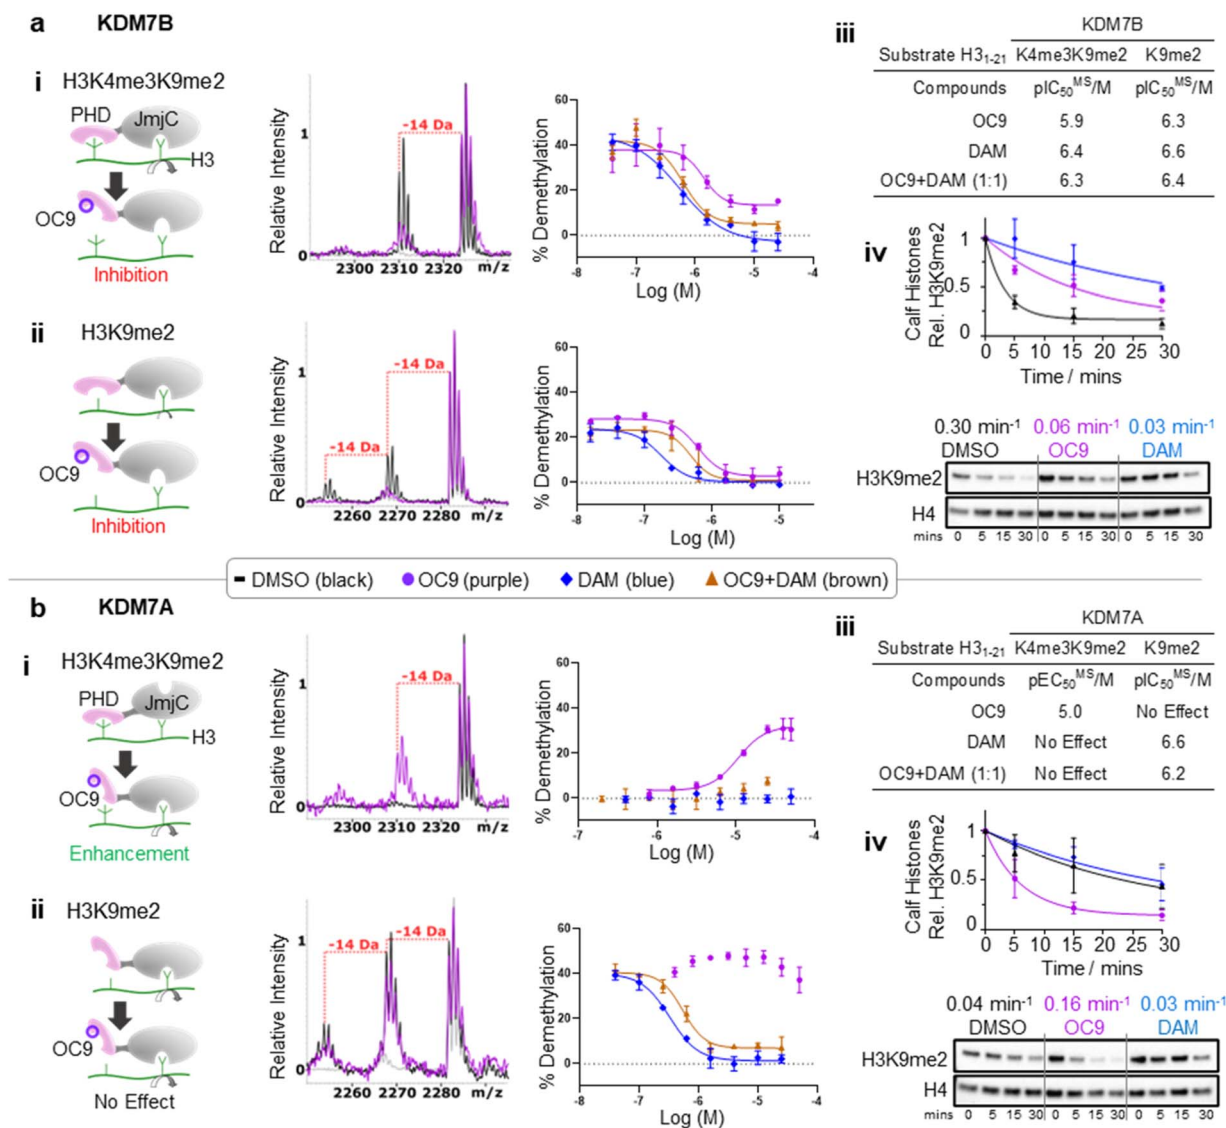 a KDM7B
i H3K4me3K9me2
PHD
JmjC
H3
OC9
Inhibition
Relative Intensity
1
0
-14 Da
2300 2310 2320 m/z
% Demethylation
60
40
20
0
-8 -7 -6 -5 -4
Log (M)
ii H3K9me2
OC9
Inhibition
Relative Intensity
1
0
-14 Da
-14 Da
2260 2270 2280 m/z
% Demethylation
60
40
20
0
-8 -7 -6 -5 -4
Log (M)
iii KDM7B
Substrate H3₁₋₂₁ K4me3K9me2 K9me2
Compounds pIC₅₀ᴹˢ/M pIC₅₀ᴹˢ/M
OC9 5.9 6.3
DAM 6.4 6.6
OC9+DAM (1:1) 6.3 6.4
iv
Calf Histones
Rel. H3K9me2
1
0.5
0
0 5 10 15 20 25 30
Time / mins
0.30 min⁻¹ 0.06 min⁻¹ 0.03 min⁻¹
DMSO OC9 DAM
H3K9me2
H4
mins 0 5 15 30 0 5 15 30 0 5 15 30
DMSO (black) OC9 (purple) DAM (blue) OC9+DAM (brown)
b KDM7A
i H3K4me3K9me2
PHD
JmjC
H3
OC9
Enhancement
Relative Intensity
1
0
-14 Da
2300 2310 2320 m/z
% Demethylation
60
40
20
0
-7 -6 -5 -4
Log (M)
ii H3K9me2
OC9
No Effect
Relative Intensity
1
0
-14 Da
-14 Da
2260 2270 2280 m/z
% Demethylation
60
40
20
0
-8 -7 -6 -5 -4
Log (M)
iii KDM7A
Substrate H3₁₋₂₁ K4me3K9me2 K9me2
Compounds pEC₅₀ᴹˢ/M pIC₅₀ᴹˢ/M
OC9 5.0 No Effect
DAM No Effect 6.6
OC9+DAM (1:1) No Effect 6.2
iv
Calf Histones
Rel. H3K9me2
1
0.5
0
0 5 10 15 20 25 30
Time / mins
0.04 min⁻¹ 0.16 min⁻¹ 0.03 min⁻¹
DMSO OC9 DAM
H3K9me2
H4
mins 0 5 15 30 0 5 15 30 0 5 15 30